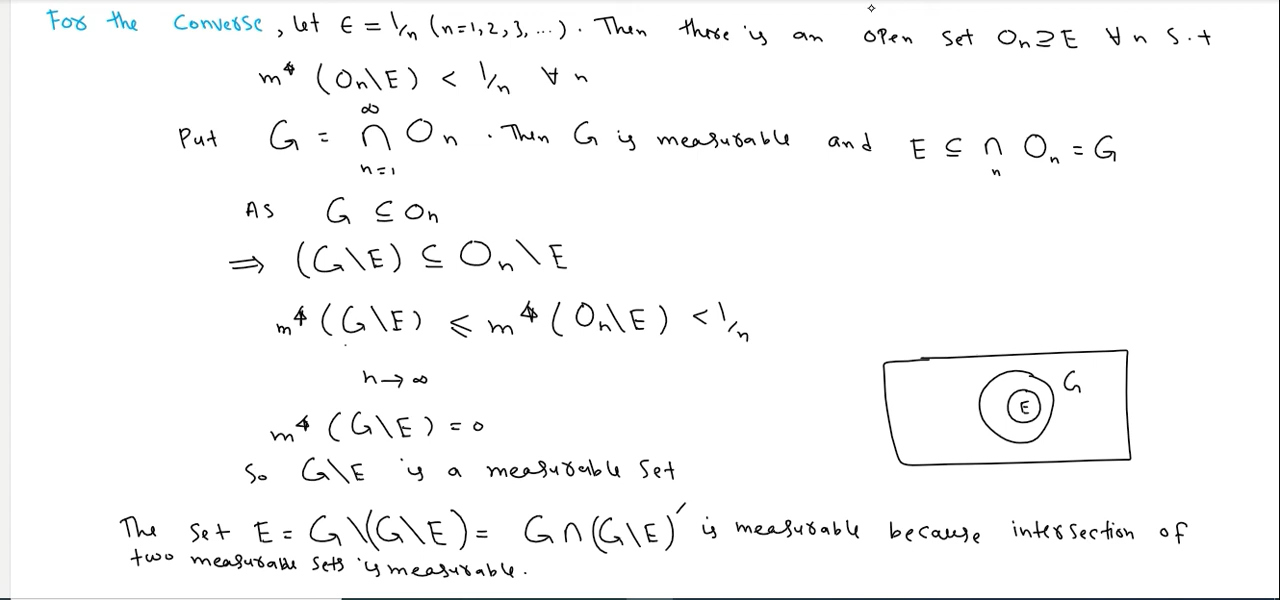 For the Converse, let ϵ = 1/n (n=1,2,3,...). Then there is an open set Oₙ ⊇ E ∀ n s.t
m* (Oₙ\E) < 1/n ∀ n
Put G = ∞ ∩ n=1 Oₙ. Then G is measurable and E ⊆ ∩ n Oₙ = G
As G ⊆ Oₙ
⇒ (G\E) ⊆ Oₙ\E
m* (G\E) ≤ m* (Oₙ\E) < 1/n
n→∞
m* (G\E) = 0
So G\E is a measurable set
The set E = G\(G\E) = G∩(G\E)′ is measurable because intersection of
two measurable sets is measurable.
G
E